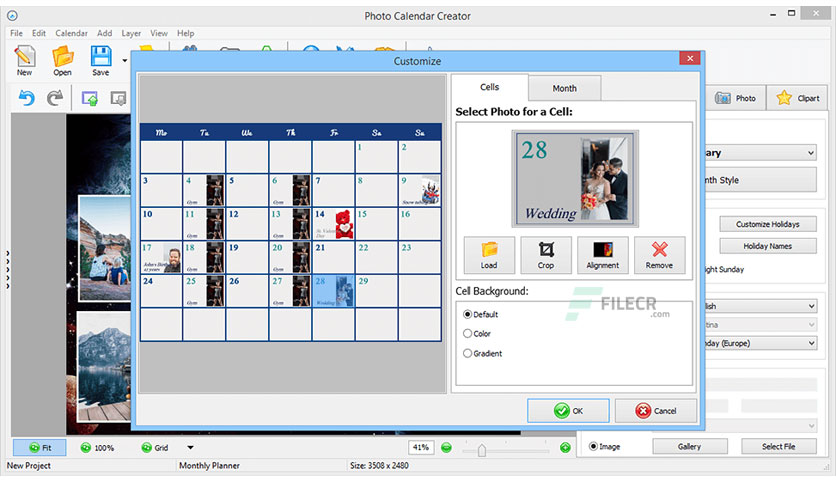 Photo Calendar Creator
File Edit Calendar Add Layer View Tools Help
Customize
New Open Save
Cells Month
Photo Clipart
Select Photo for a Cell:
Mo Tu We Th Fr Sa Su
1 2
28
Wedding
ary
nth Style
3 4 5 6 7 8 9
Gym Gym
10 11 12 13 14 15 16
Gym Gym St Valentine Day
Customize Holidays
Holiday Names
17 18 19 20 21 22 23
John's Birthday
42 years
Gym Gym
Load Crop Alignment Remove
ight Sunday
24 25 26 27 28 29
Gym Gym Wedding
Cell Background:
Default
Color
Gradient
FILECR
.com
lish
tina
nday (Europe)
OK Cancel
Fit 100% Grid 41%
Image Gallery Select File
New Project Monthly Planner Size: 3508 x 2480